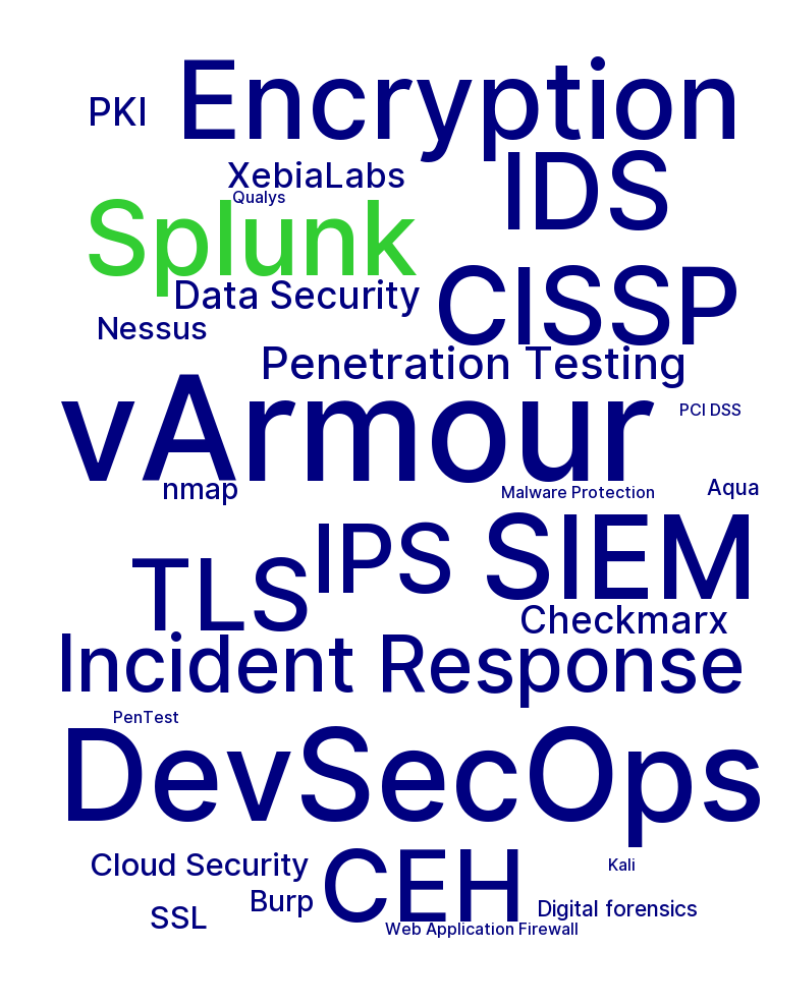 Encryption
PKI
IDS
XebiaLabs
Qualys
Splunk
CISSP
Data Security
Nessus
Penetration Testing
vArmour
PCI DSS
nmap
Malware Protection
Aqua
SIEM
IPS
TLS
Checkmarx
Incident Response
PenTest
DevSecOps
Cloud Security
CEH
Kali
Burp
Digital forensics
SSL
Web Application Firewall